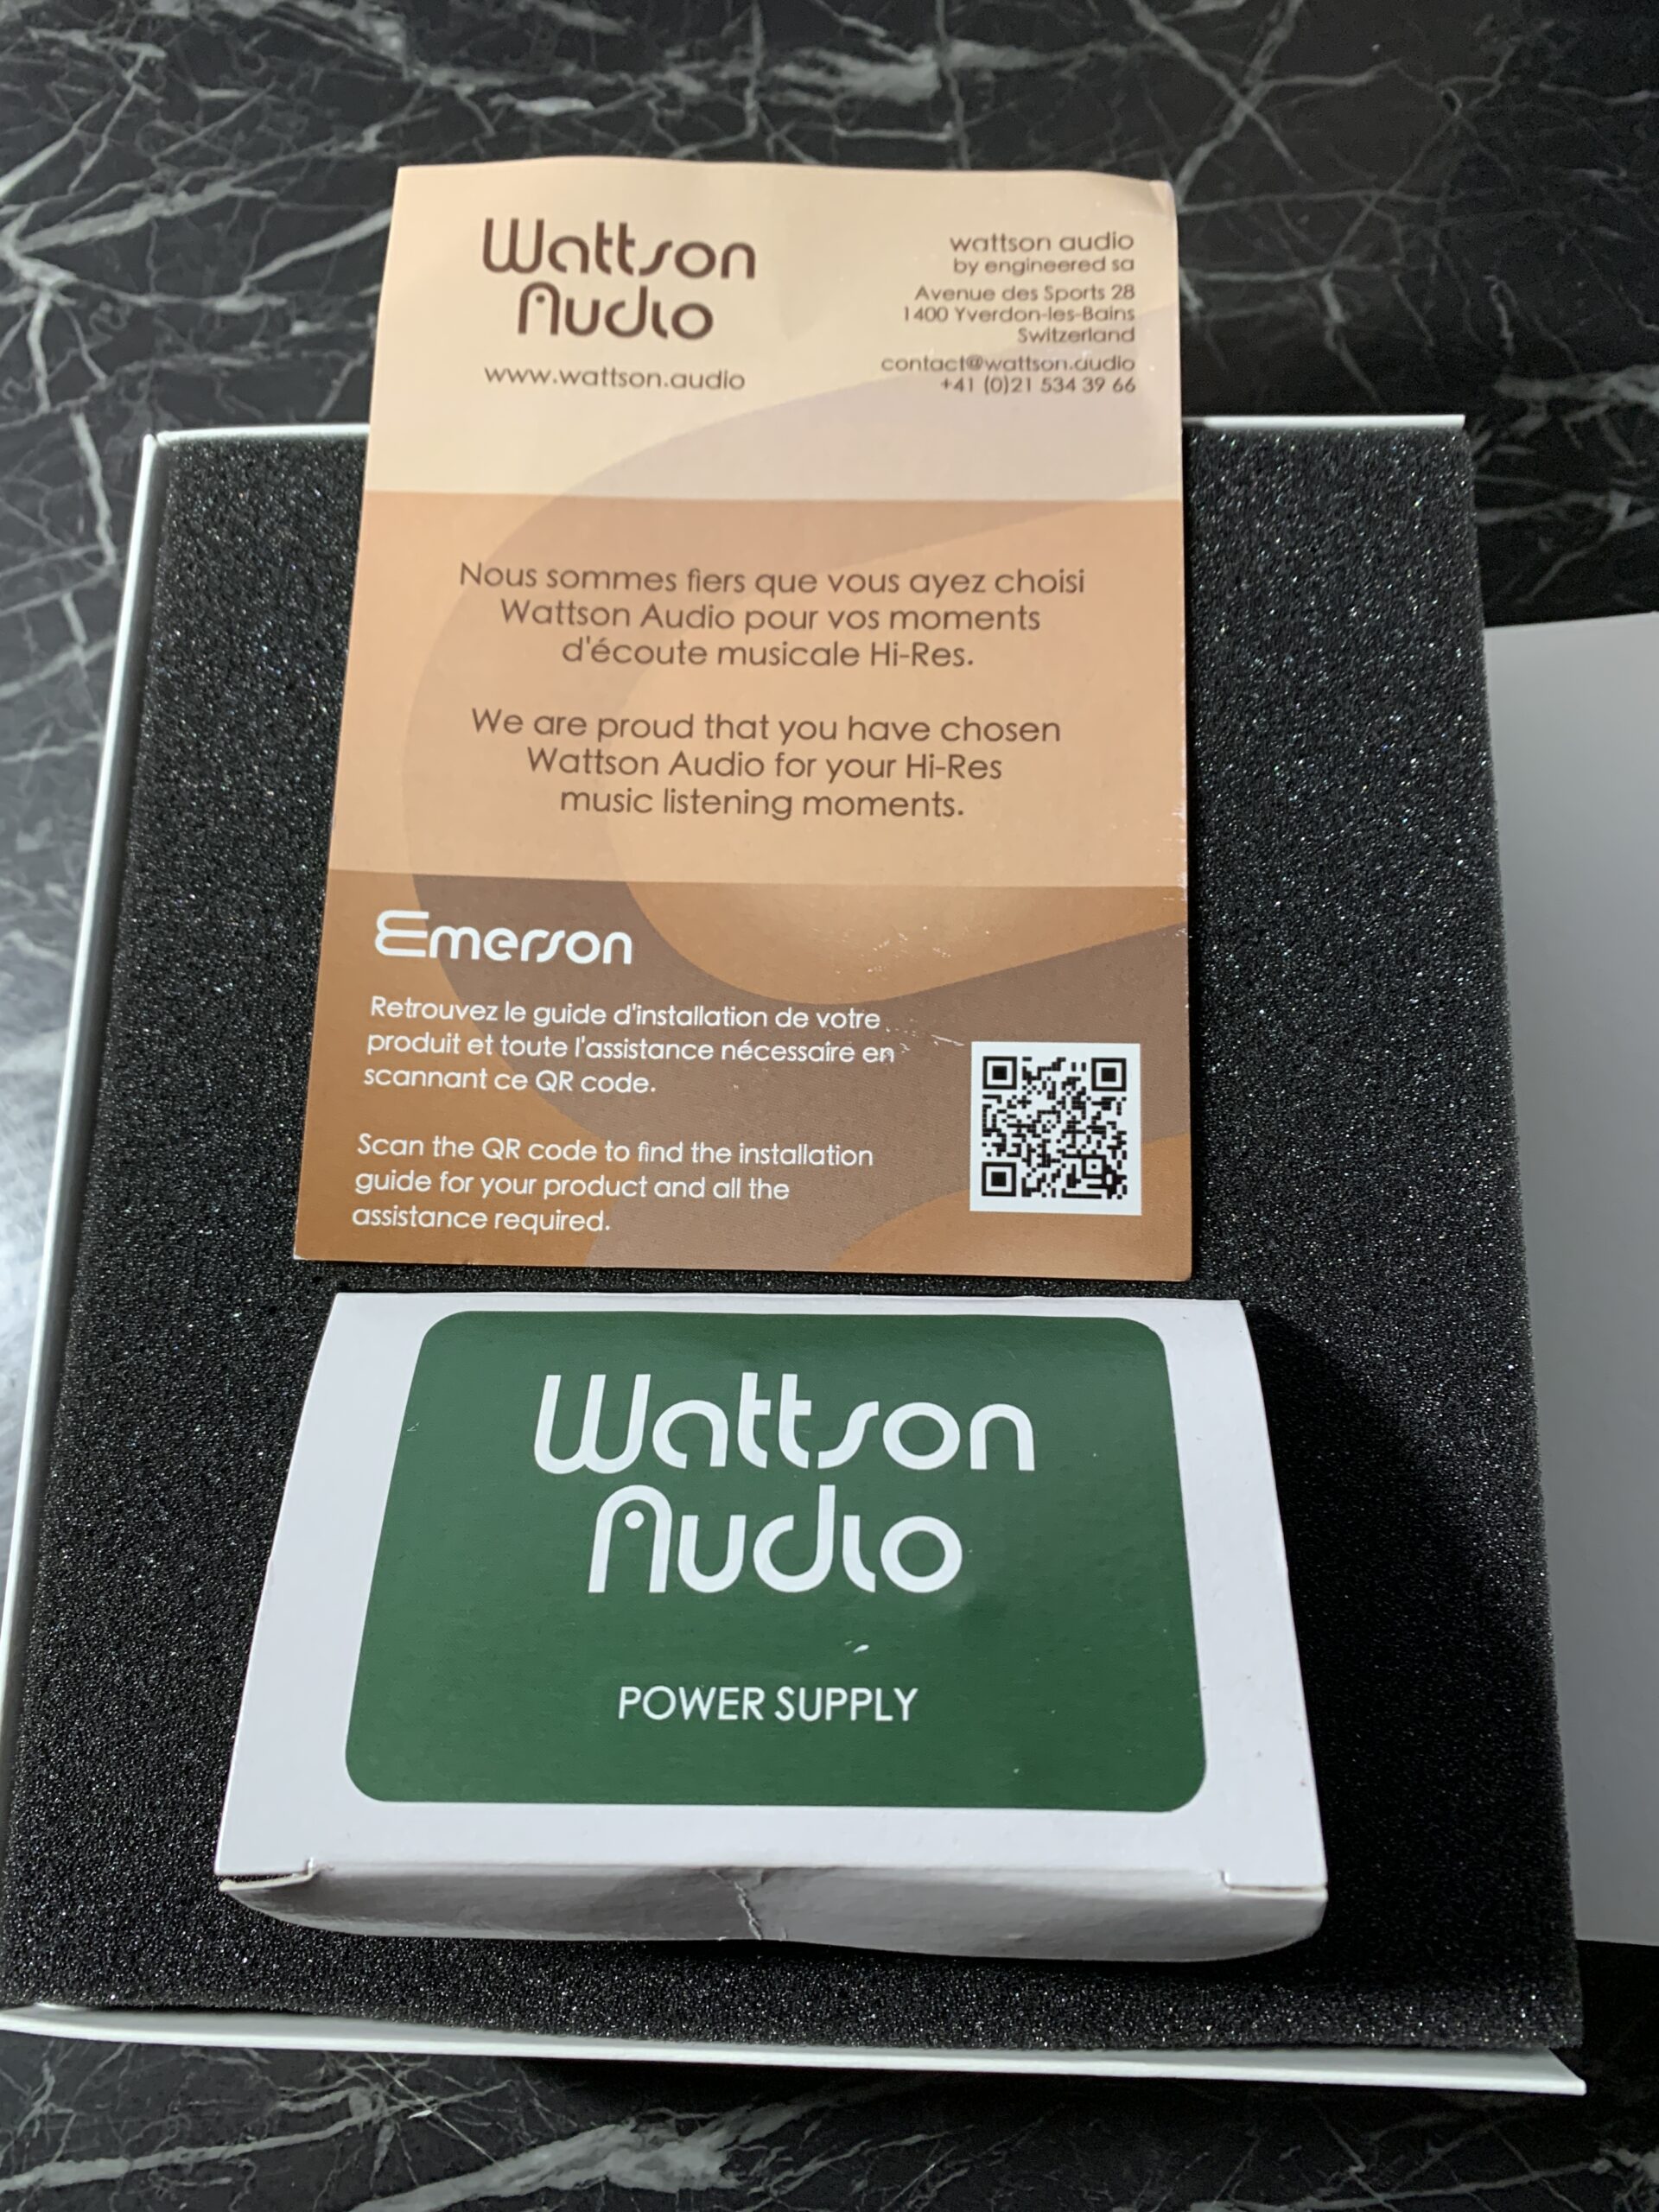 Wattson
Audio
www.wattson.audio
wattson audio
by engineered sa
Avenue des Sports 28
1400 Yverdon-les-Bains
Switzerland
contact@wattson.audio
+41 (0)21 534 39 66
Nous sommes fiers que vous ayez choisi
Wattson Audio pour vos moments
d'écoute musicale Hi-Res.
We are proud that you have chosen
Wattson Audio for your Hi-Res
music listening moments.
Emerson
Retrouvez le guide d'installation de votre
produit et toute l'assistance nécessaire en
scannant ce QR code.
Scan the QR code to find the installation
guide for your product and all the
assistance required.
Wattson
Audio
POWER SUPPLY